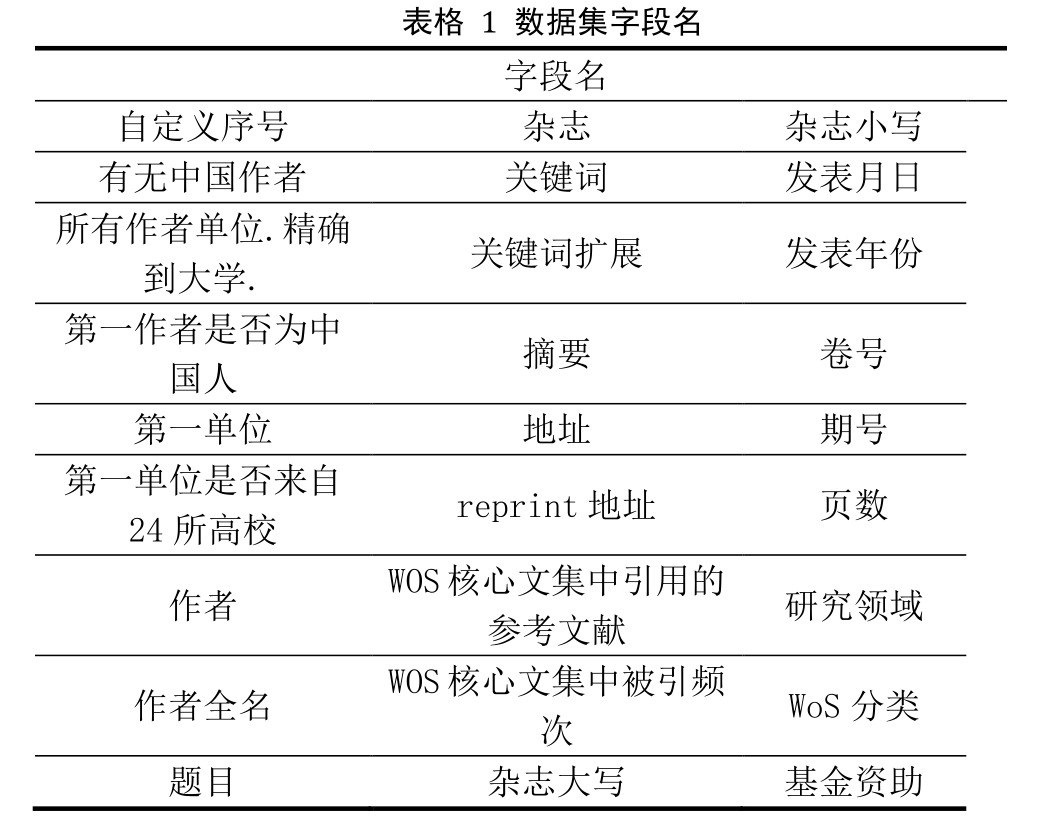 表格 1 数据集字段名
字段名
自定义序号 杂志 杂志小写
有无中国作者 关键词 发表月日
所有作者单位.精确
到大学.
关键词扩展 发表年份
第一作者是否为中
国人
摘要 卷号
第一单位 地址 期号
第一单位是否来自
24 所高校
reprint 地址 页数
作者
WOS 核心文集中引用的
参考文献
研究领域
作者全名
WOS 核心文集中被引频
次
WoS 分类
题目 杂志大写 基金资助